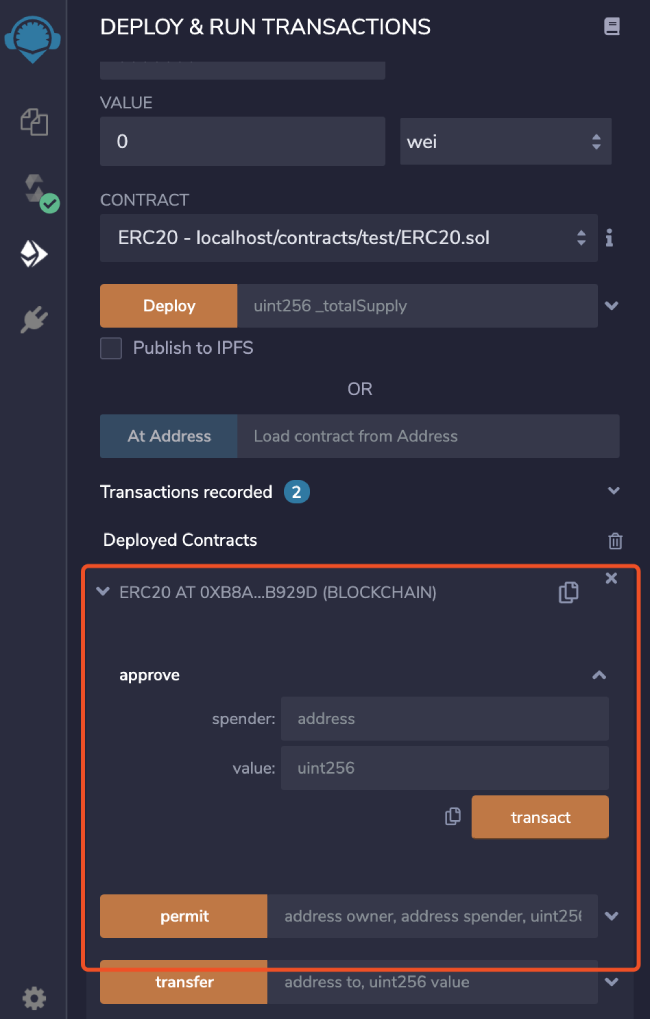 DEPLOY & RUN TRANSACTIONS
VALUE
0
wei
CONTRACT
ERC20 - localhost/contracts/test/ERC20.sol
Deploy
uint256 _totalSupply
Publish to IPFS
OR
At Address
Load contract from Address
Transactions recorded 2
Deployed Contracts
ERC20 AT 0XB8A...B929D (BLOCKCHAIN)
approve
spender:
address
value:
uint256
transact
permit
address owner, address spender, uint256
transfer
address to, uint256 value